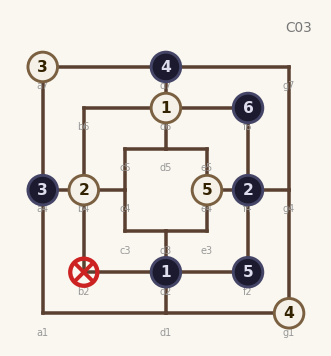 C03
3 4
a7 d7 g7
1 6
b6 d6 f6
c5 d5 e5
3 2 5 2
a4 b4 c4 e4 f4 g4
c3 d3 e3
1 5
b2 d2 f2
4
a1 d1 g1